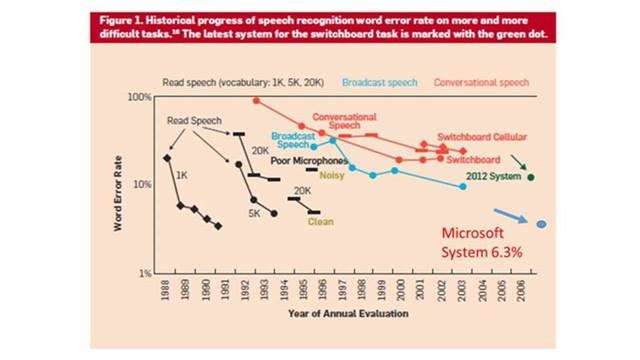 Figure 1. Historical progress of speech recognition word error rate on more and more
difficult tasks.¹⁸ The latest system for the switchboard task is marked with the green dot.
Read speech (vocabulary: 1K, 5K, 20K) Broadcast speech Conversational speech
100%
Read Speech
Conversational
Speech
Broadcast
Speech
Switchboard Cellular
20K
Poor Microphones
Switchboard
1K
Noisy
2012 System
10%
20K
5K
Clean
Microsoft
System 6.3%
1%
Word Error Rate
1988 1989 1990 1991 1992 1993 1994 1995 1996 1997 1998 1999 2000 2001 2002 2003 2004 2005 2006
Year of Annual Evaluation